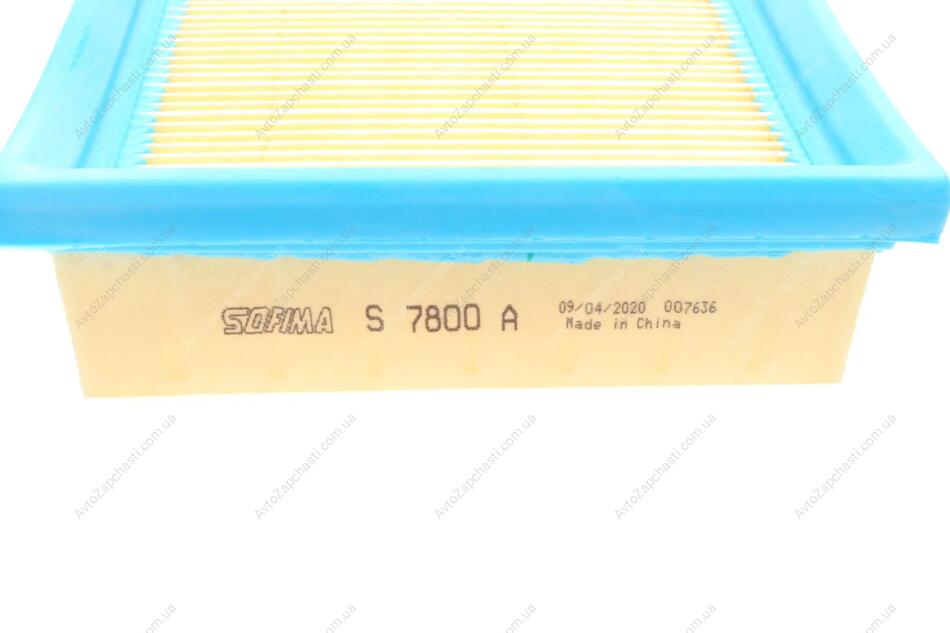 SOFIMA S 7800 A 09/04/2020 007636
Made in China
AvtoZapchasti.com.ua